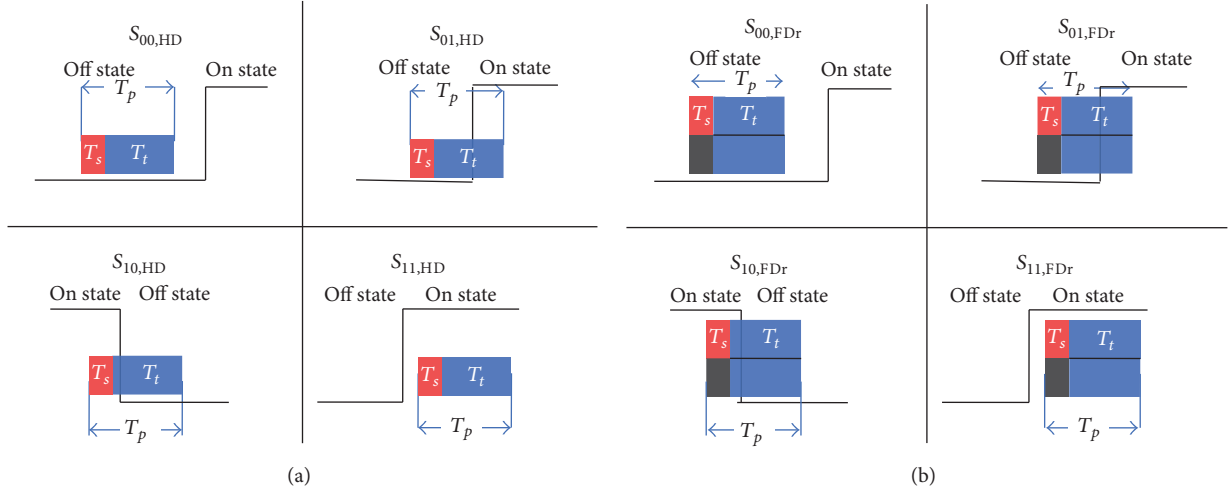 S00,HD
Off state On state
Tp
Ts Tt
S01,HD
Off state On state
Tp
Ts Tt
S10,HD
On state Off state
Ts Tt
Tp
S11,HD
Off state On state
Ts Tt
Tp
(a)
S00,FDr
Off state On state
Tp
Ts Tt
S01,FDr
Off state On state
Tp
Ts Tt
S10,FDr
On state Off state
Ts Tt
Tp
S11,FDr
Off state On state
Ts Tt
Tp
(b)